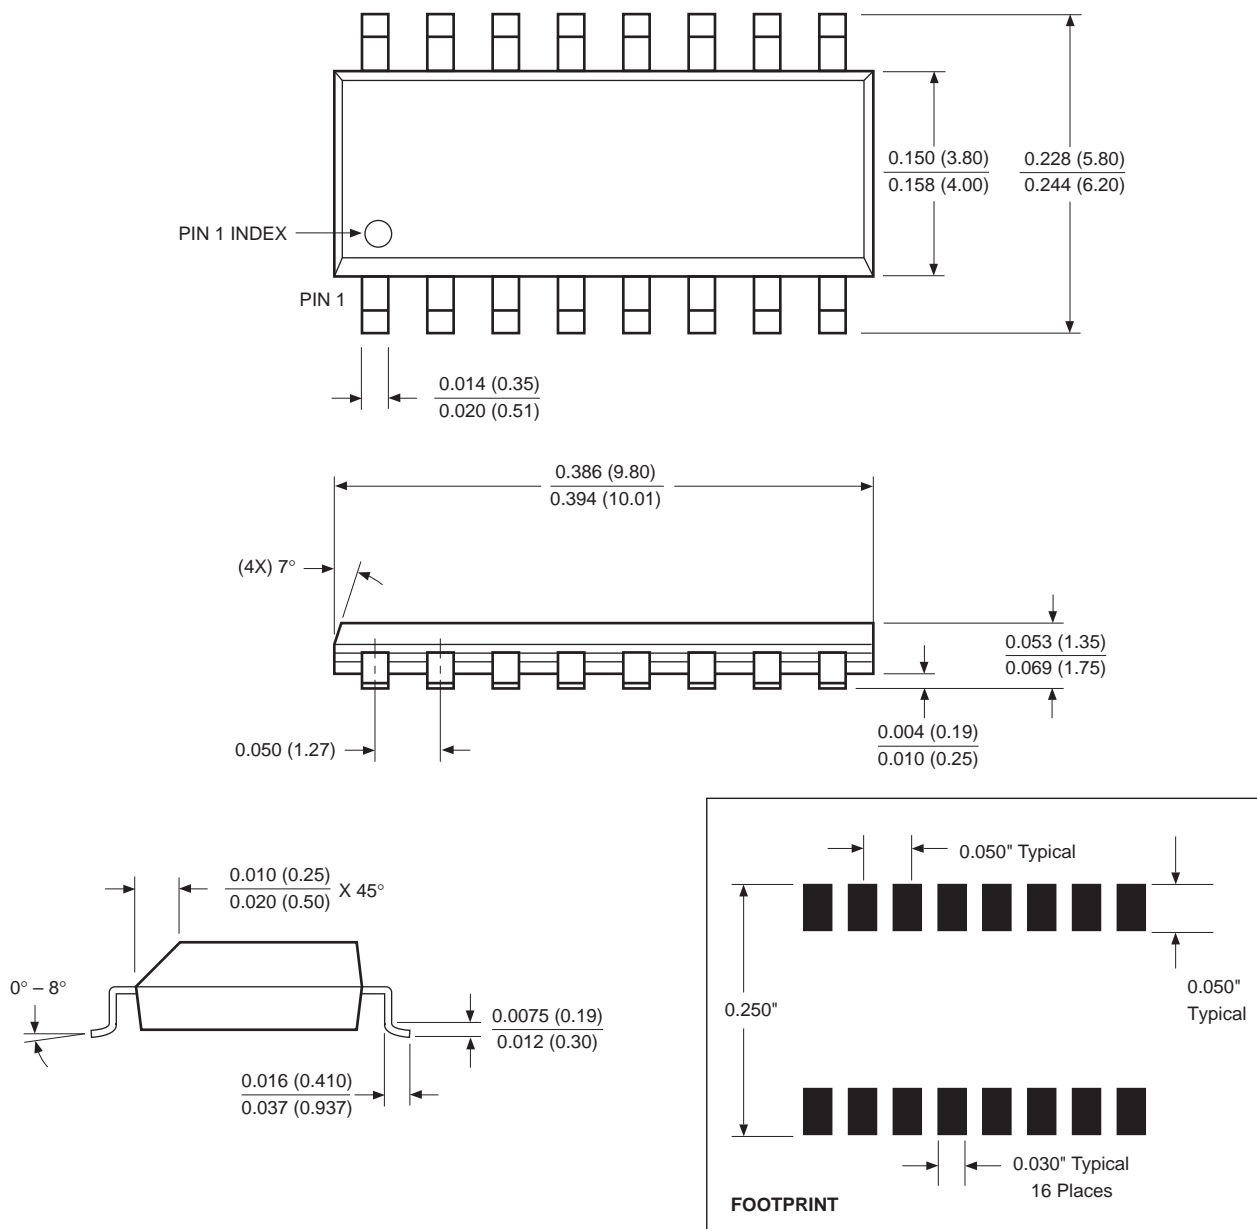 0.150 (3.80)
0.158 (4.00)
0.228 (5.80)
0.244 (6.20)
PIN 1 INDEX
PIN 1
0.014 (0.35)
0.020 (0.51)
0.386 (9.80)
0.394 (10.01)
(4X) 7°
0.053 (1.35)
0.069 (1.75)
0.004 (0.19)
0.010 (0.25)
0.050 (1.27)
0.010 (0.25)
0.020 (0.50)
X 45°
0° – 8°
0.0075 (0.19)
0.012 (0.30)
0.016 (0.410)
0.037 (0.937)
0.050" Typical
0.250"
0.050"
Typical
0.030" Typical
16 Places
FOOTPRINT